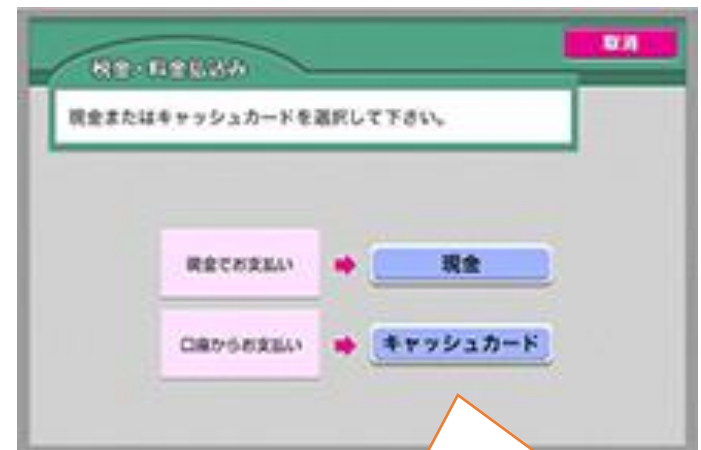 取消
税金・料金払込み
現金またはキャッシュカードを選択して下さい。
現金でお支払い
現金
口座からお支払い
キャッシュカード